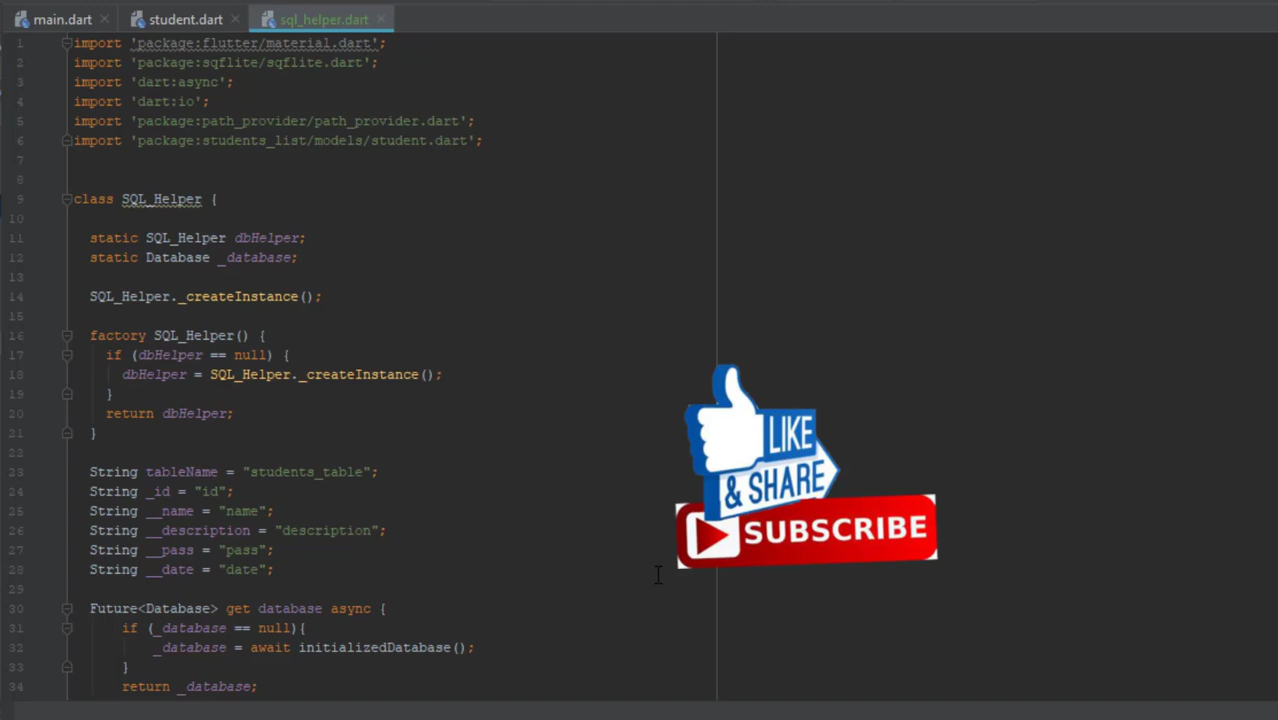 main.dart
student.dart
sql_helper.dart
1 import 'package:flutter/material.dart';
2 import 'package:sqflite/sqflite.dart';
3 import 'dart:async';
4 import 'dart:io';
5 import 'package:path_provider/path_provider.dart';
6 import 'package:students_list/models/student.dart';
7
8
9 class SQL_Helper {
10
11 static SQL_Helper dbHelper;
12 static Database _database;
13
14 SQL_Helper._createInstance();
15
16 factory SQL_Helper() {
17 if (dbHelper == null) {
18 dbHelper = SQL_Helper._createInstance();
19 }
20 return dbHelper;
21 }
22
23 String tableName = "students_table";
24 String _id = "id";
25 String __name = "name";
26 String __description = "description";
27 String __pass = "pass";
28 String __date = "date";
29
30 Future<Database> get database async {
31 if (_database == null){
32 _database = await initializedDatabase();
33 }
34 return _database;
LIKE
& SHARE
SUBSCRIBE